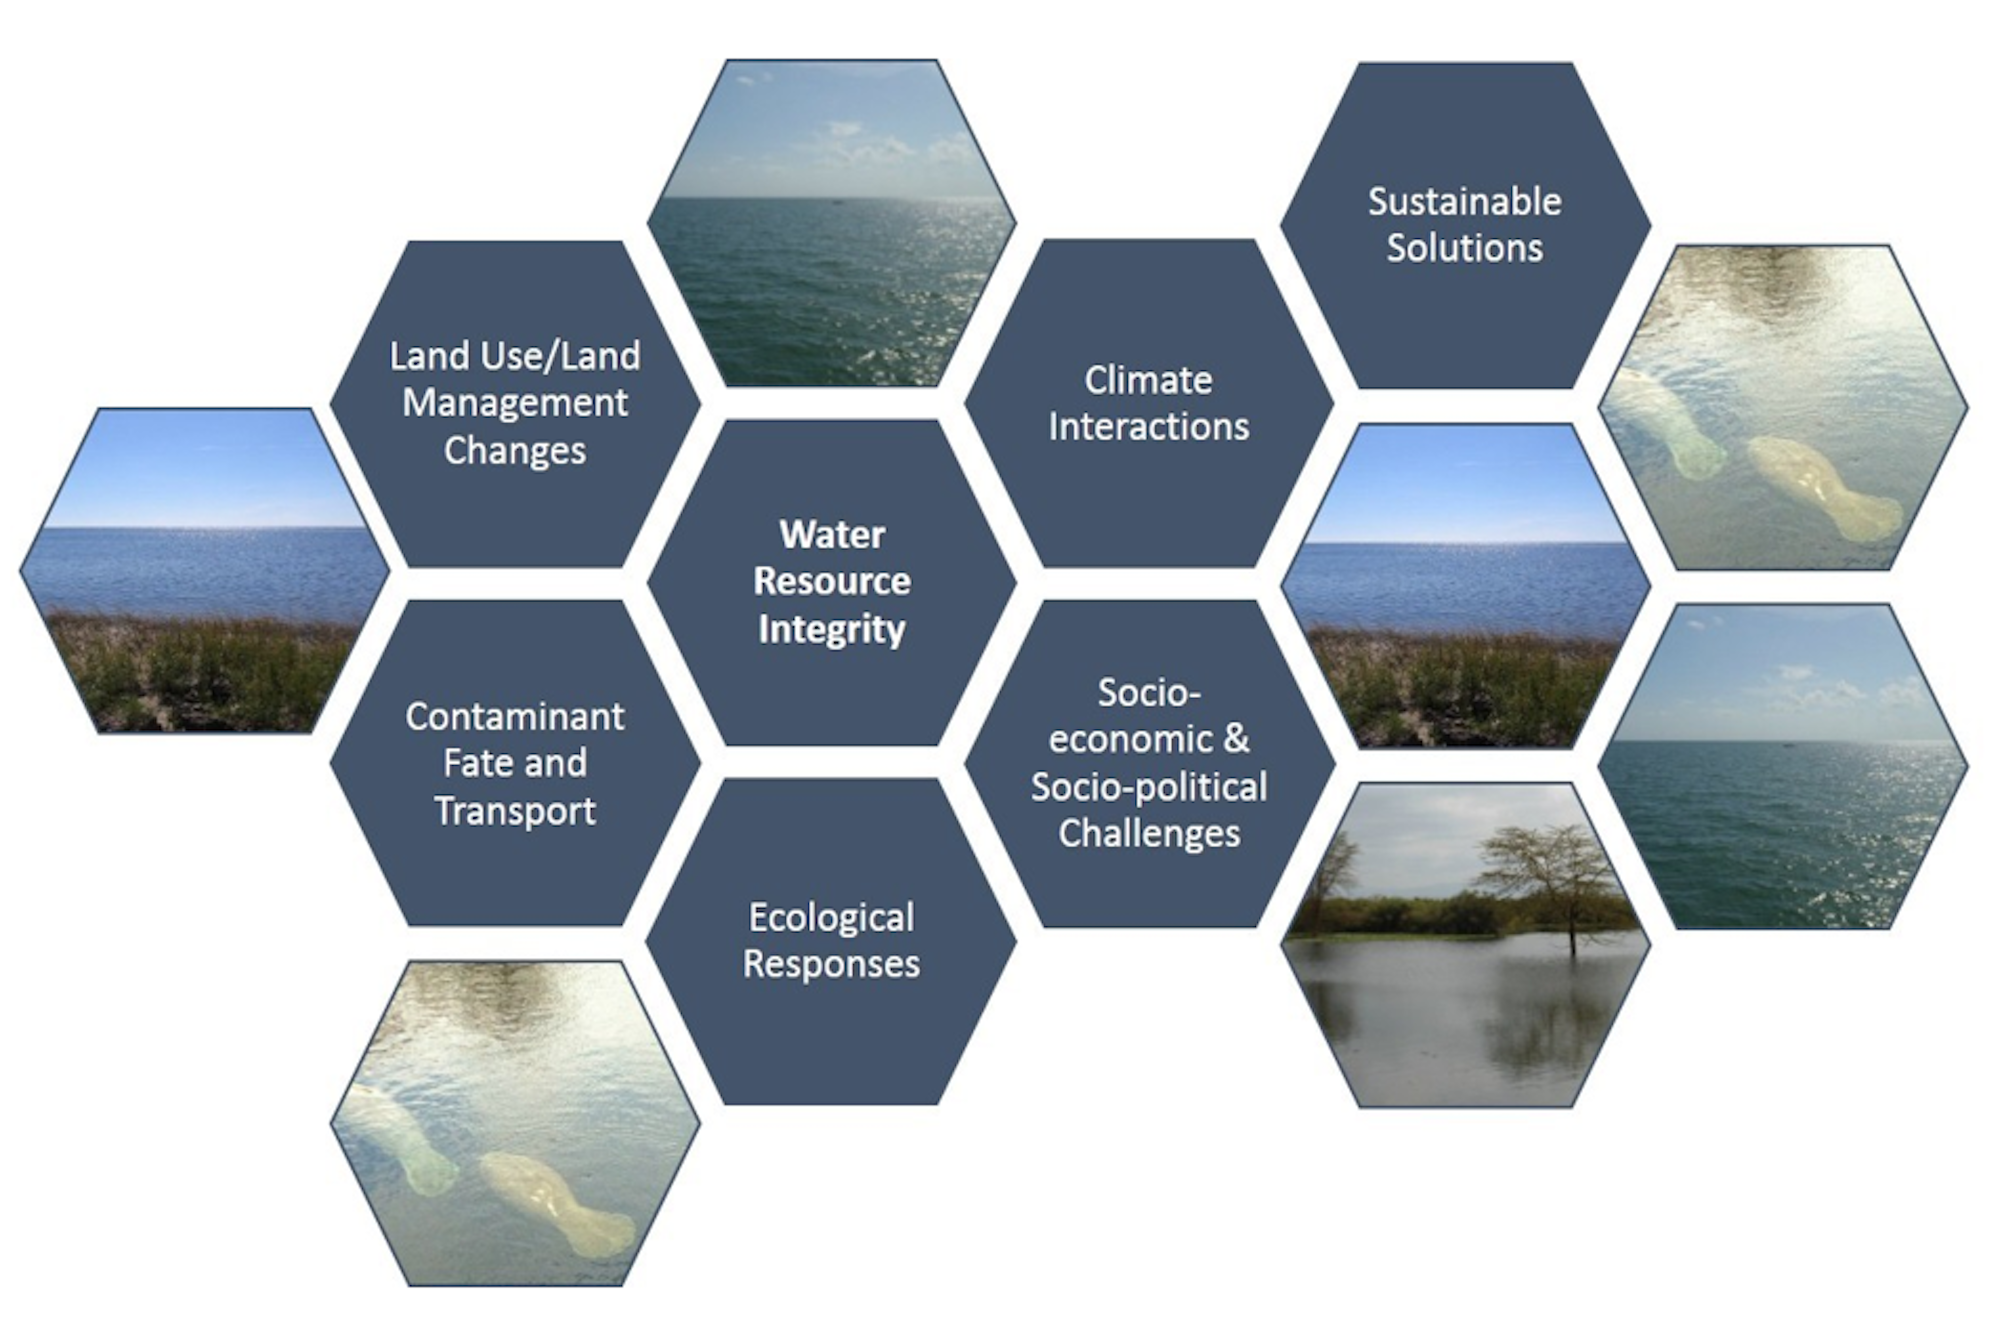 Sustainable
Solutions
Land Use/Land
Management
Changes
Climate
Interactions
Water
Resource
Integrity
Contaminant
Fate and
Transport
Socio-
economic &
Socio-political
Challenges
Ecological
Responses